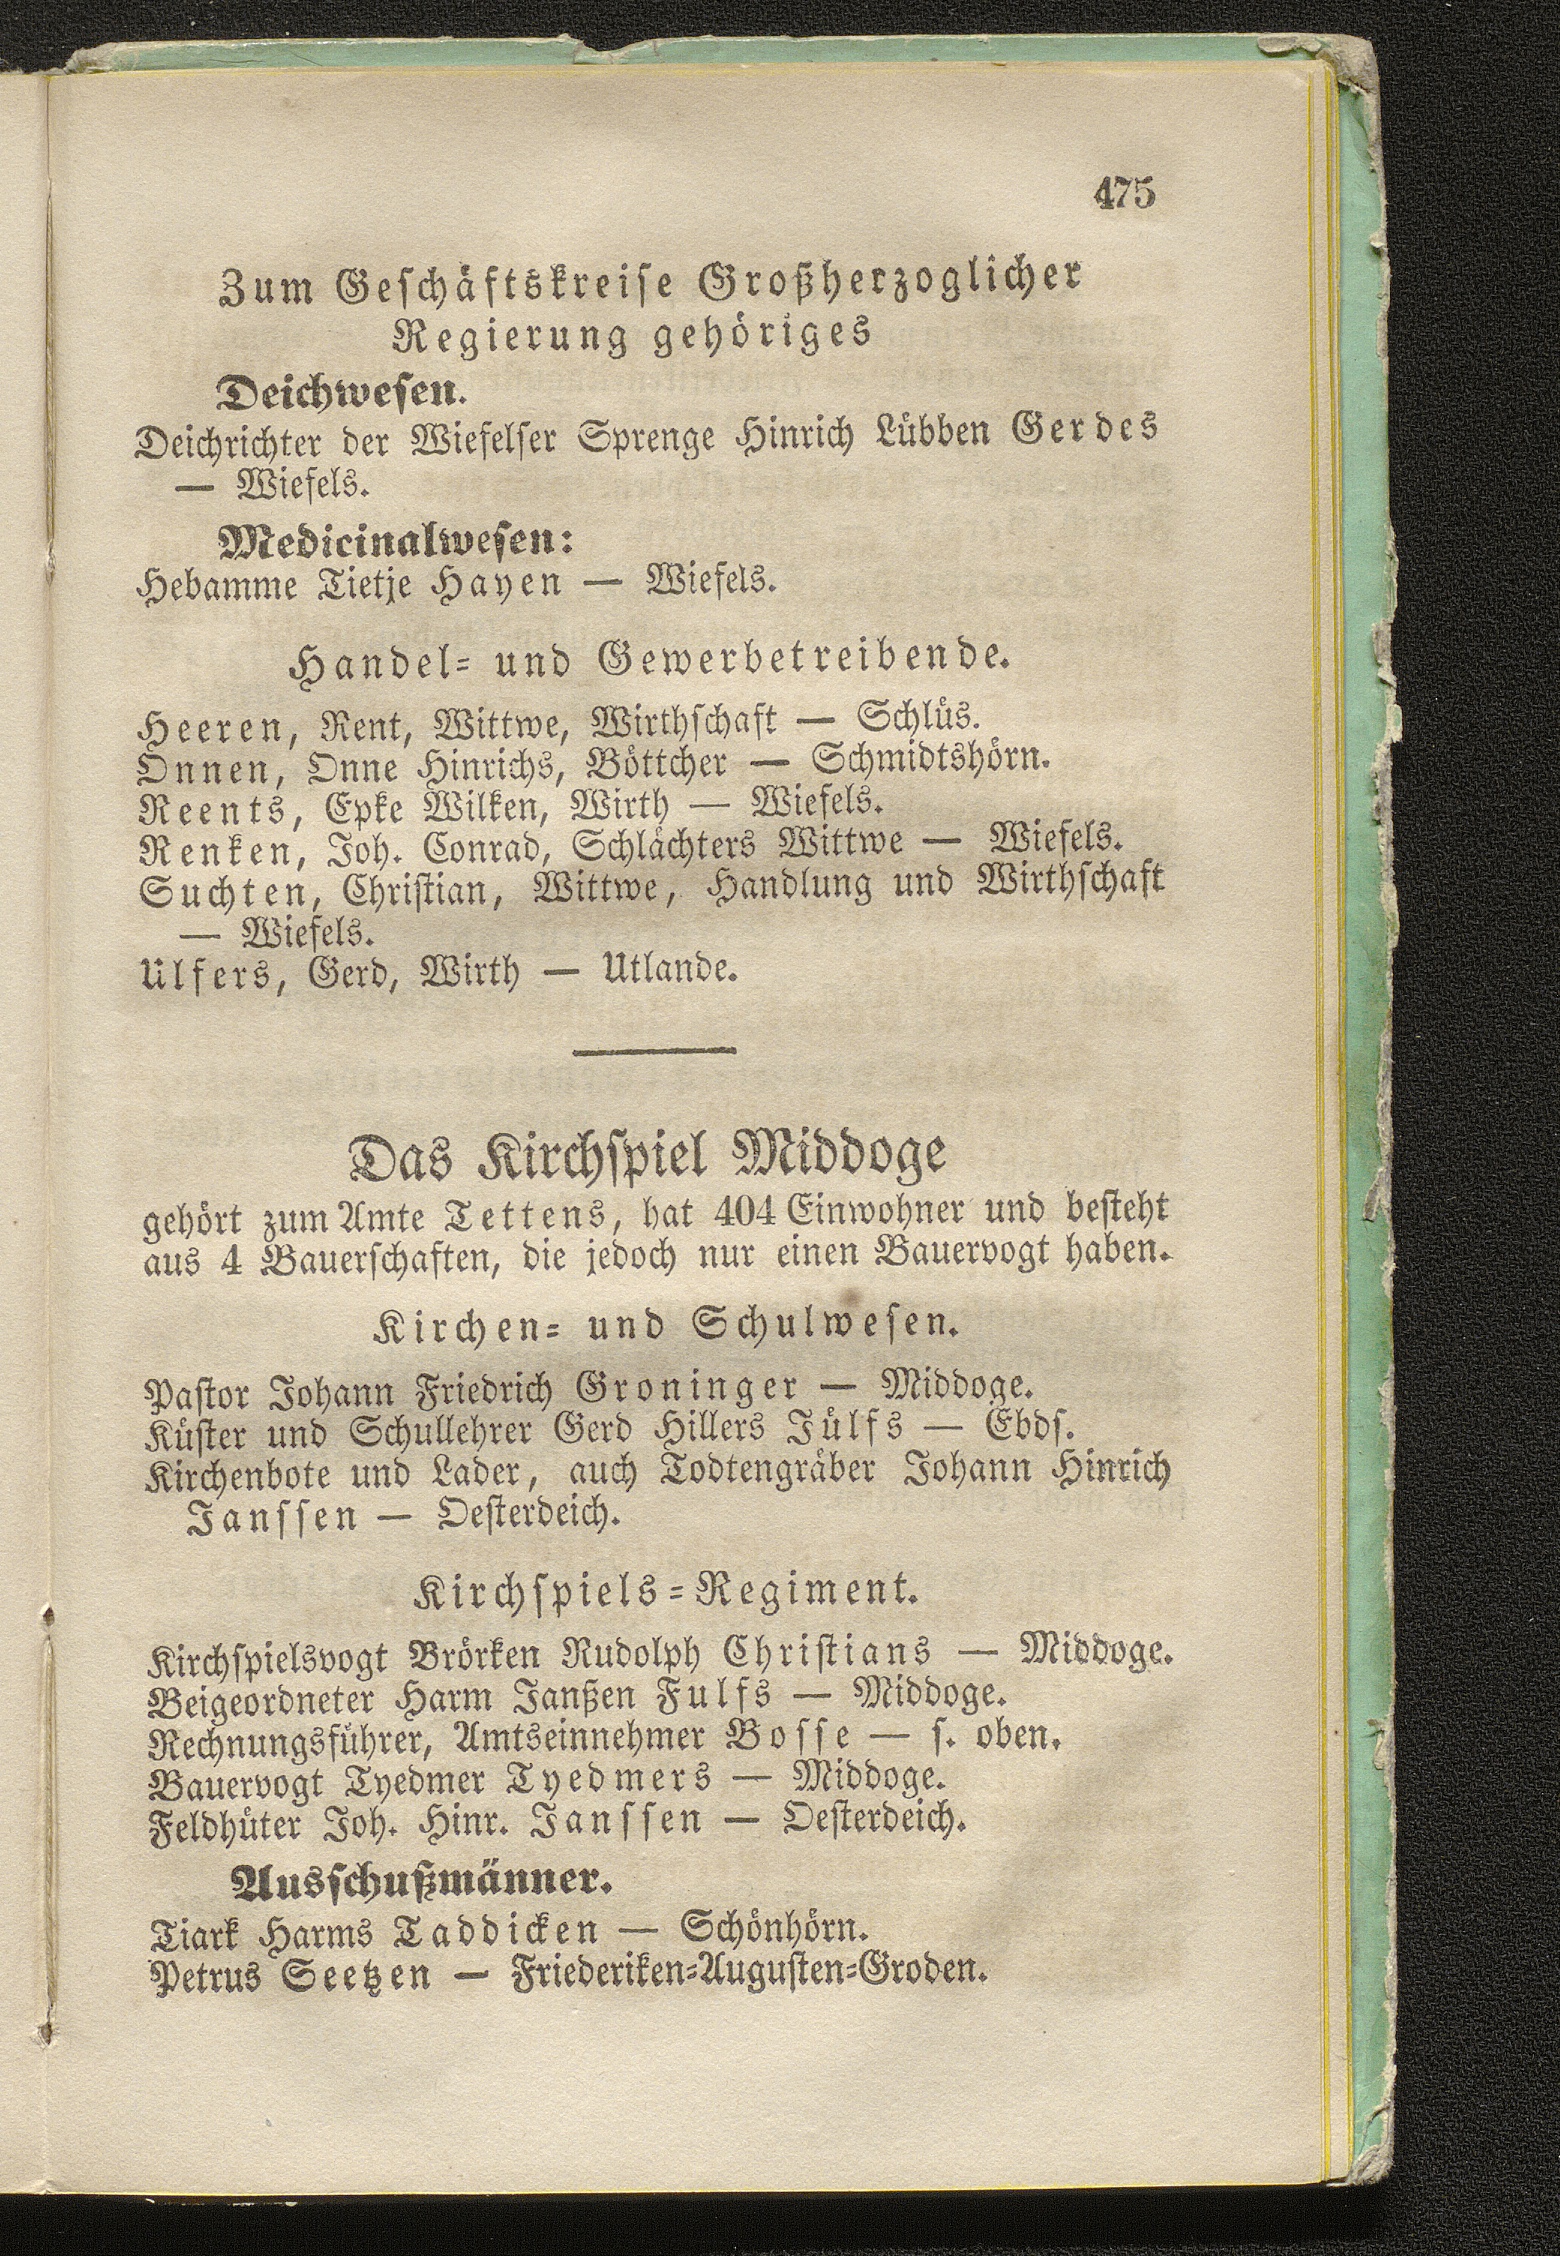 475
Zum Geschäftskreise Großherzoglicher
Regierung gehöriges
Deichwesen.
Deichrichter der Wiefelser Sprenge Hinrich Lübben Gerdes
— Wiefels.
Medicinalwesen:
Hebamme Tietje Hayen — Wiefels.
Handel- und Gewerbetreibende.
Heeren, Rent, Wittwe, Wirthschaft — Schlüs.
Onnen, Onne Hinrichs, Böttcher — Schmidtshörn.
Reents, Epke Wilken, Wirth — Wiefels.
Renken, Joh. Conrad, Schlächters Wittwe — Wiefels.
Suchten, Christian, Wittwe, Handlung und Wirthschaft
— Wiefels.
Ülfers, Gerd, Wirth — Utlande.
Das Kirchspiel Middoge
gehört zum Amte Tettens, hat 404 Einwohner und besteht
aus 4 Bauerschaften, die jedoch nur einen Bauervogt haben.
Kirchen- und Schulwesen.
Pastor Johann Friedrich Groninger — Middoge.
Küster und Schullehrer Gerd Hillers Jülfs — Ebds.
Kirchenbote und Lader, auch Todtengräber Johann Hinrich
Janssen — Oesterdeich.
Kirchspiels-Regiment.
Kirchspielsvogt Brörken Rudolph Christians — Middoge.
Beigeordneter Harm Janßen Fulfs — Middoge.
Rechnungsführer, Amtseinnehmer Bosse — s. oben.
Bauervogt Tyedmer Tyedmers — Middoge.
Feldhüter Joh. Hinr. Janssen — Oesterdeich.
Ausschußmänner.
Tiark Harms Taddicken — Schönhörn.
Petrus Seetzen — Friederiken-Augusten-Groden.